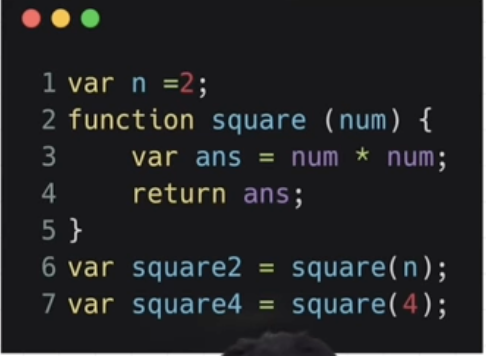 1 var n =2;
2 function square (num) {
3     var ans = num * num;
4     return ans;
5 }
6 var square2 = square(n);
7 var square4 = square(4);